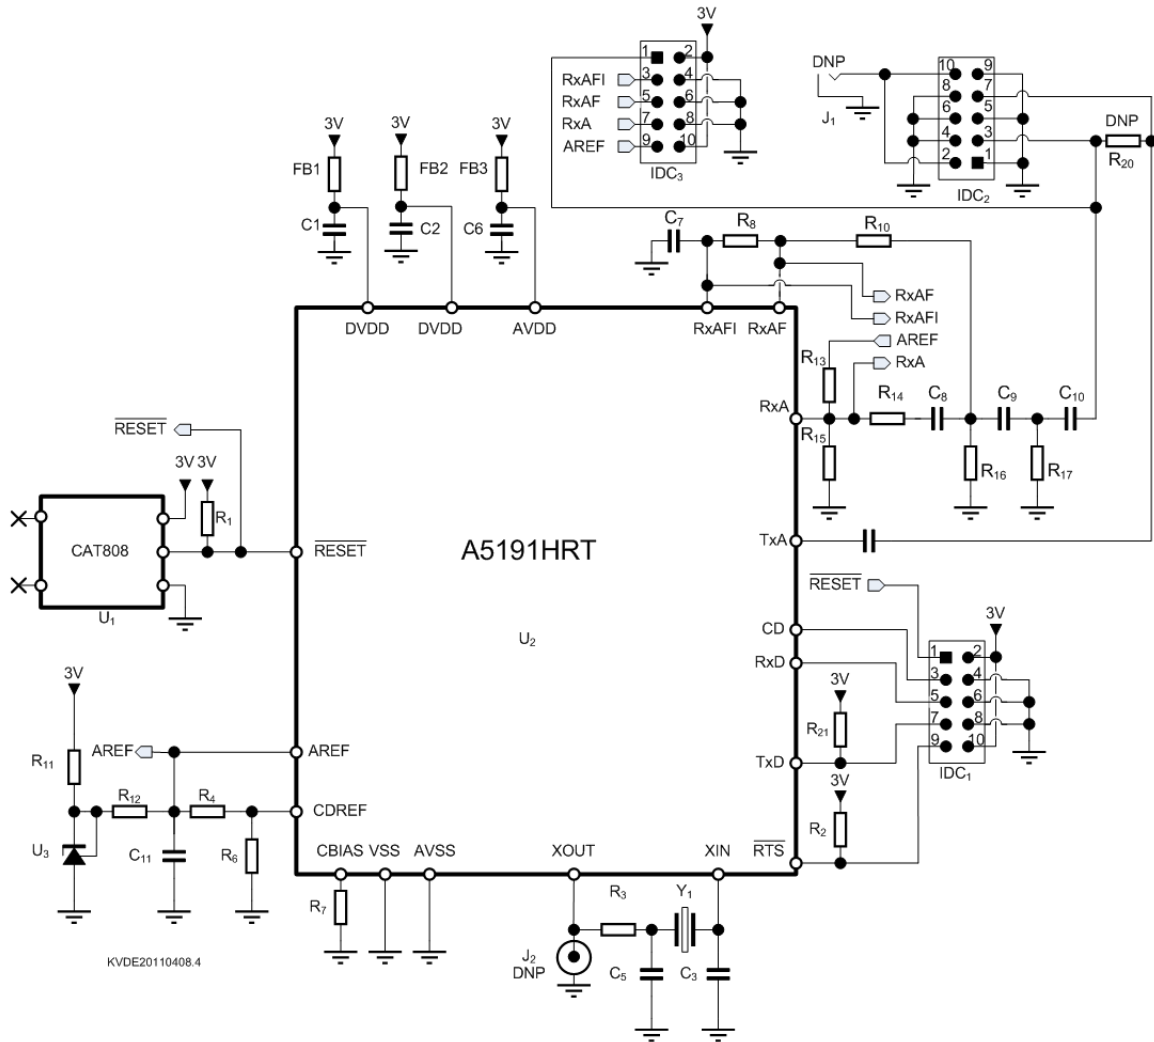 3V
1 2
RxAFI 3 4
RxAF 5 6
RxA 7 8
AREF 9 10
IDC3
DNP
J1
10 9
8 7
6 5
4 3
2 1
IDC2
DNP
R20
3V 3V 3V
FB1 FB2 FB3
C1 C2 C6
C7 R8 R10
DVDD DVDD AVDD RxAFI RxAF
RxAF
RxAFI
AREF
RxA
R13
RxA
R14 C8 C9 C10
R15 R16 R17
RESET
3V 3V
R1
CAT808
U1
RESET
A5191HRT
U2
TxA
RESET
CD
RxD
3V
1 2
3 4
5 6
7 8
9 10
IDC1
3V
R21
TxD
3V
R2
RTS
3V
AREF
R11
AREF
R12 R4
CDREF
U3 C11 R6
CBIAS VSS AVSS XOUT XIN
R7
R3 Y1
J2
DNP
C5 C3
KVDE20110408.4